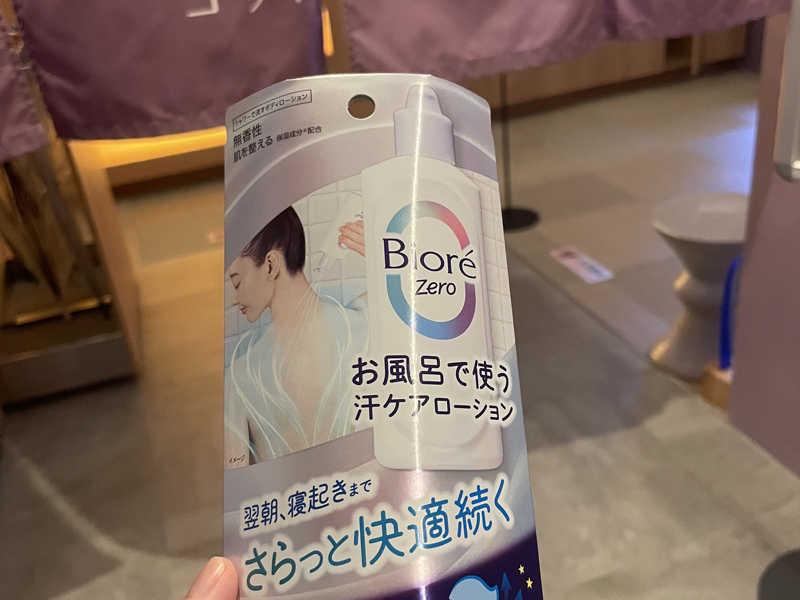 シャワーで流すボディローション
無香性
肌を整える 保湿成分*配合
Bioré
Zero
お風呂で使う
汗ケアローション
イメージ
翌朝、寝起きまで
さらっと快適続く